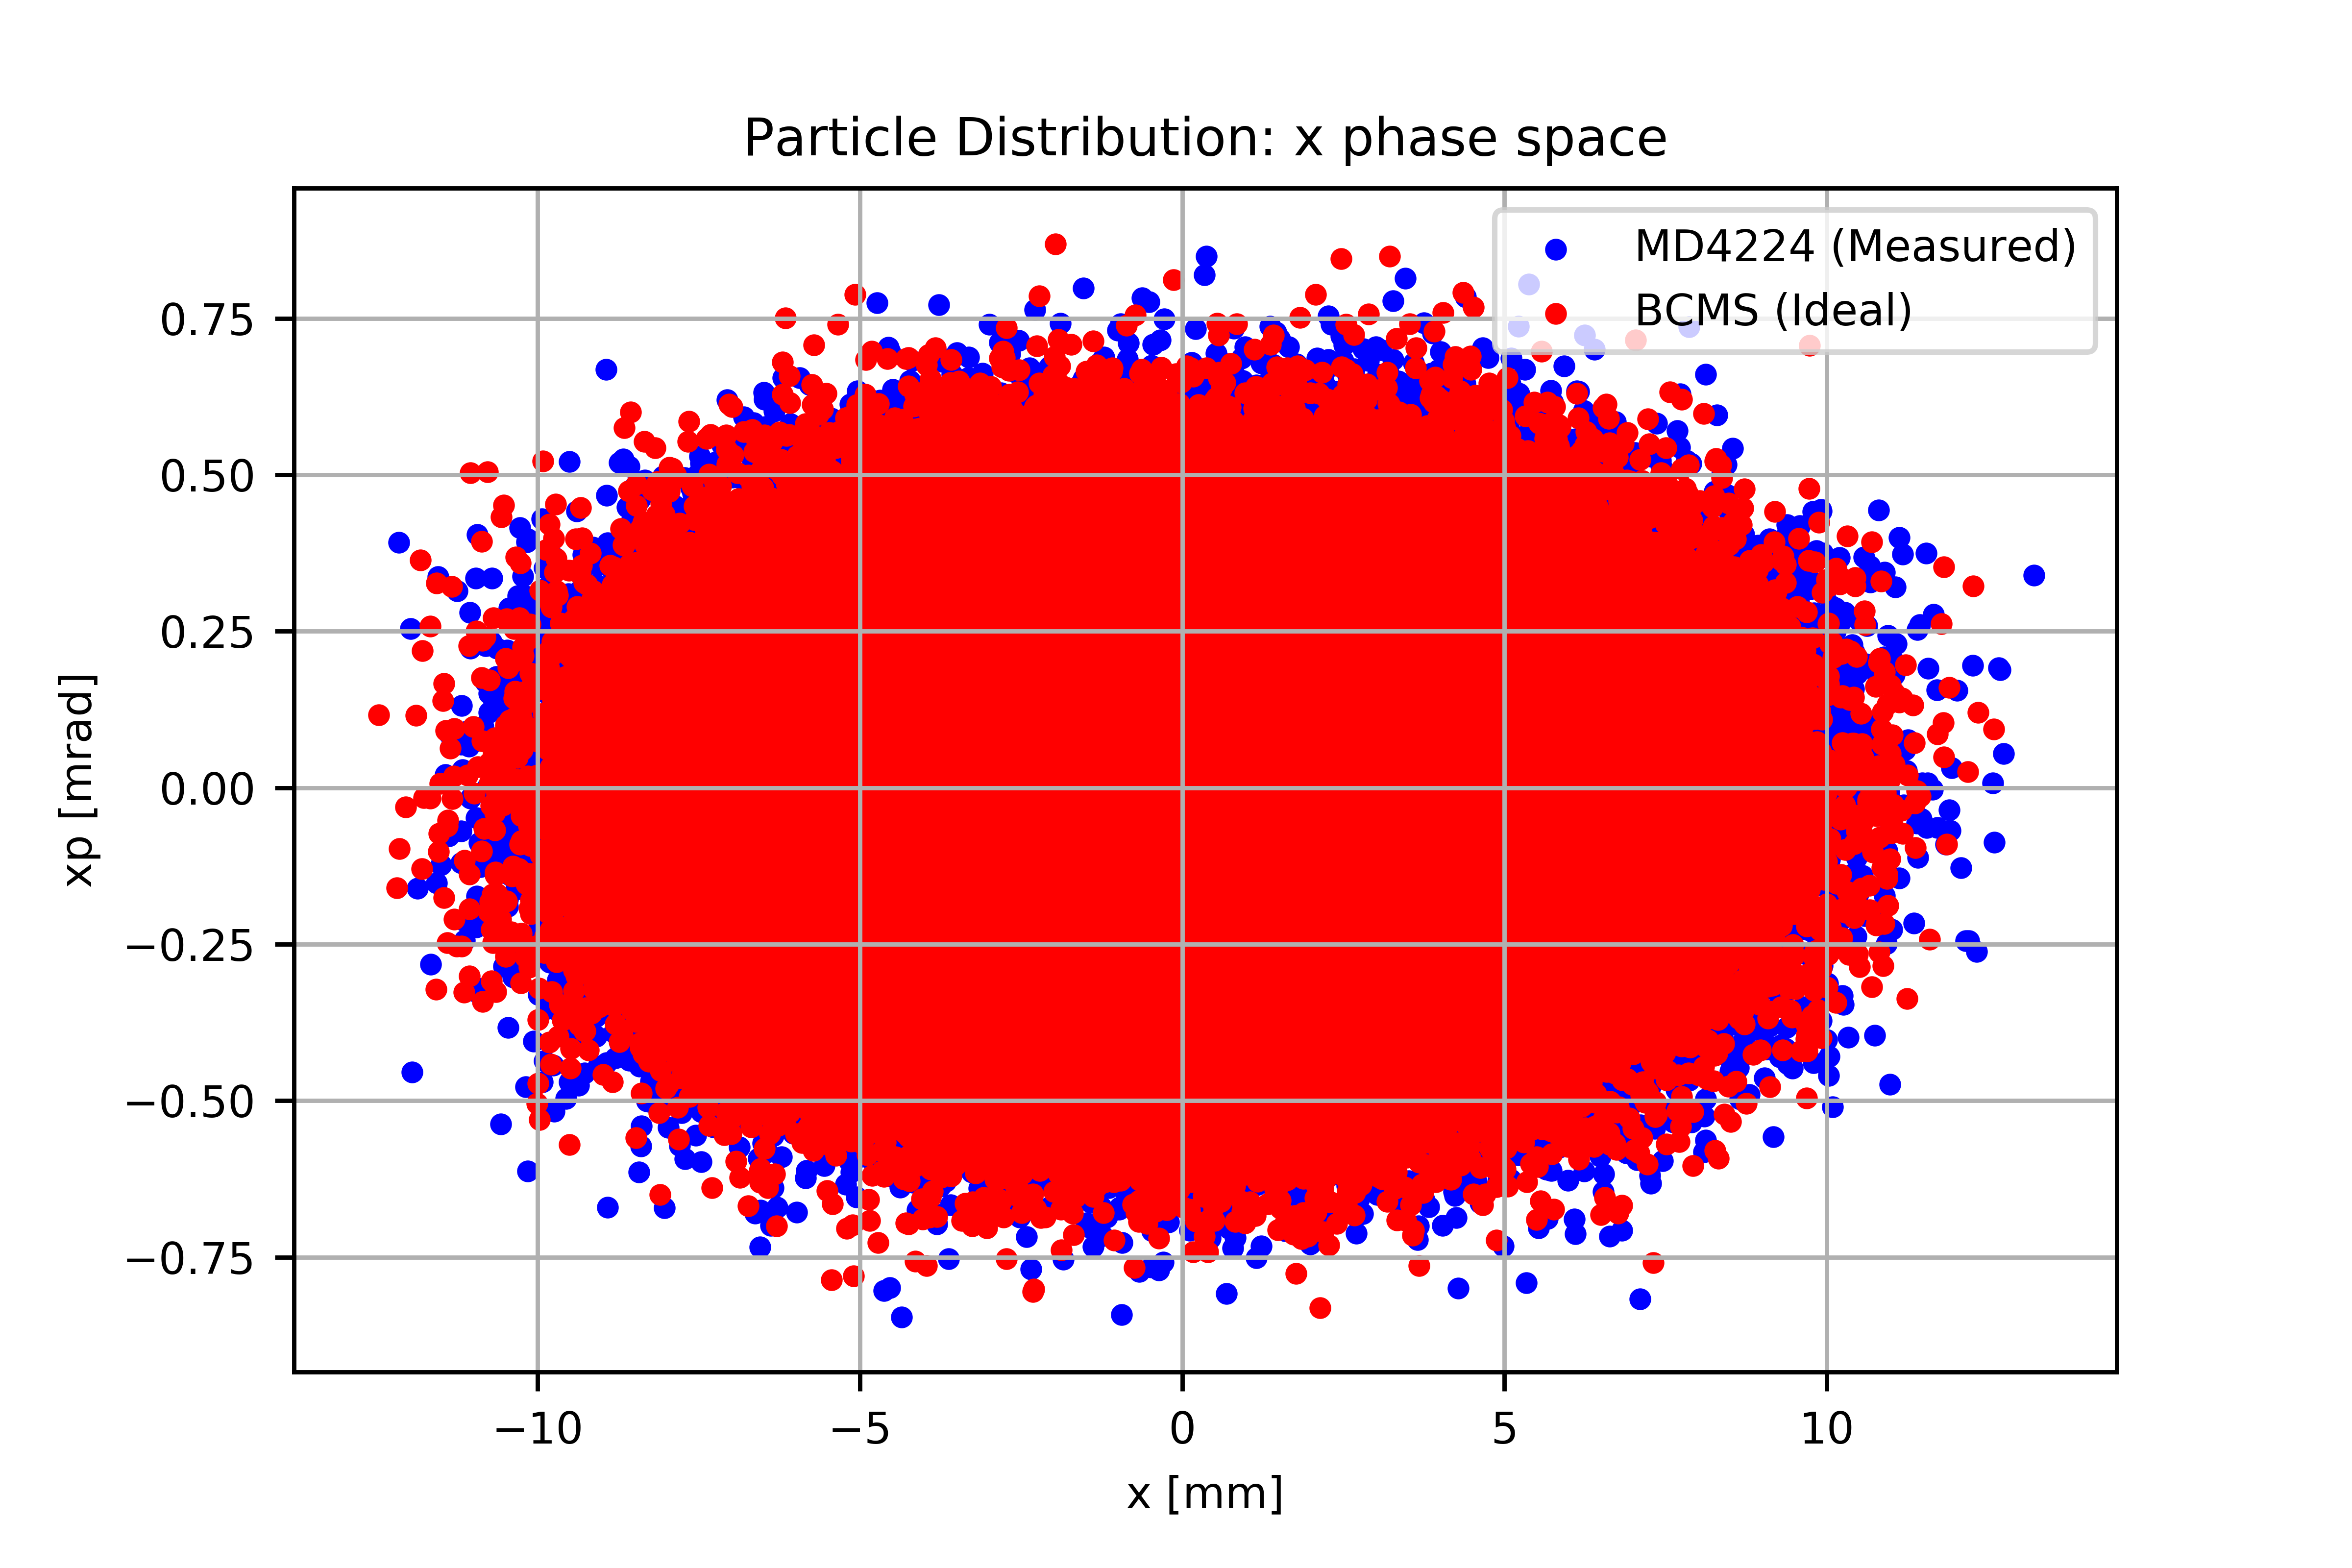 Particle Distribution: x phase space
MD4224 (Measured)
BCMS (Ideal)
0.75
0.50
0.25
0.00
−0.25
−0.50
−0.75
xp [mrad]
−10 −5 0 5 10
x [mm]